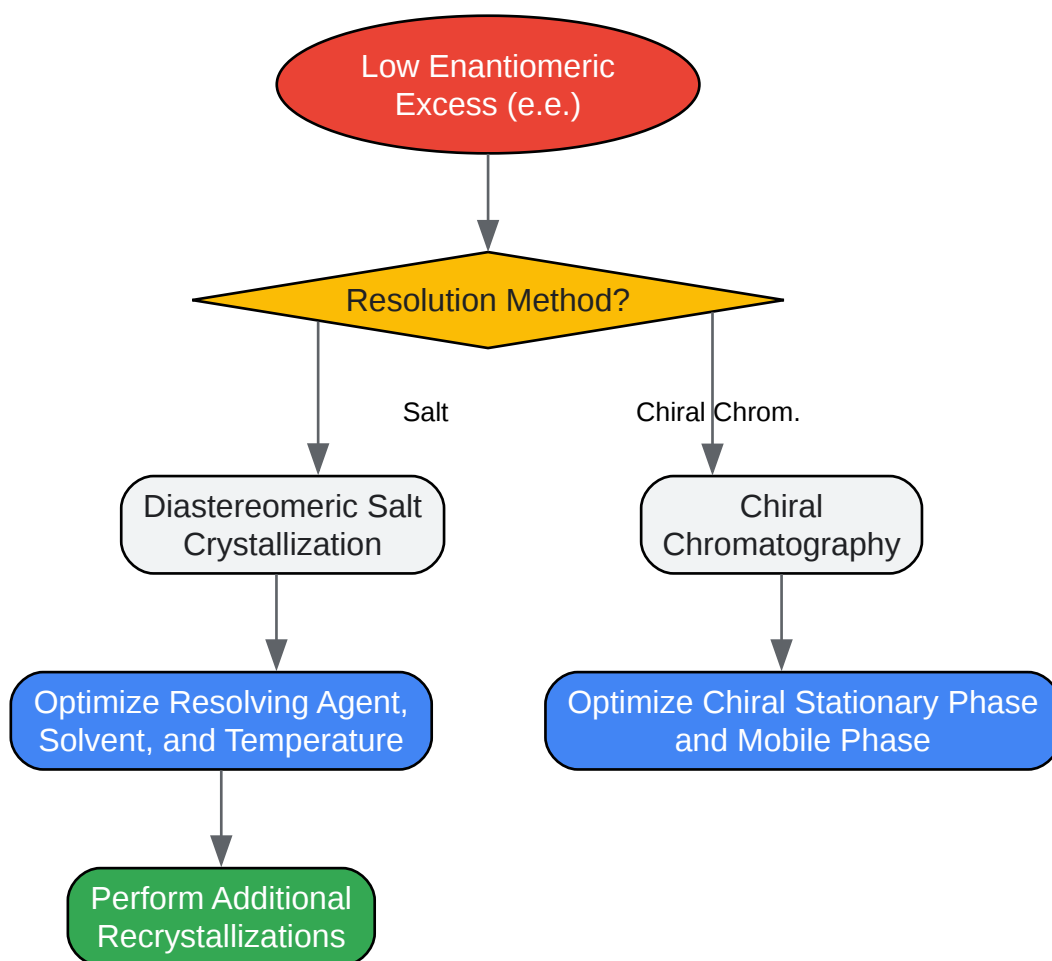 Low Enantiomeric
Excess (e.e.)
Resolution Method?
Salt
Chiral Chrom.
Diastereomeric Salt
Crystallization
Chiral
Chromatography
Optimize Resolving Agent,
Solvent, and Temperature
Optimize Chiral Stationary Phase
and Mobile Phase
Perform Additional
Recrystallizations